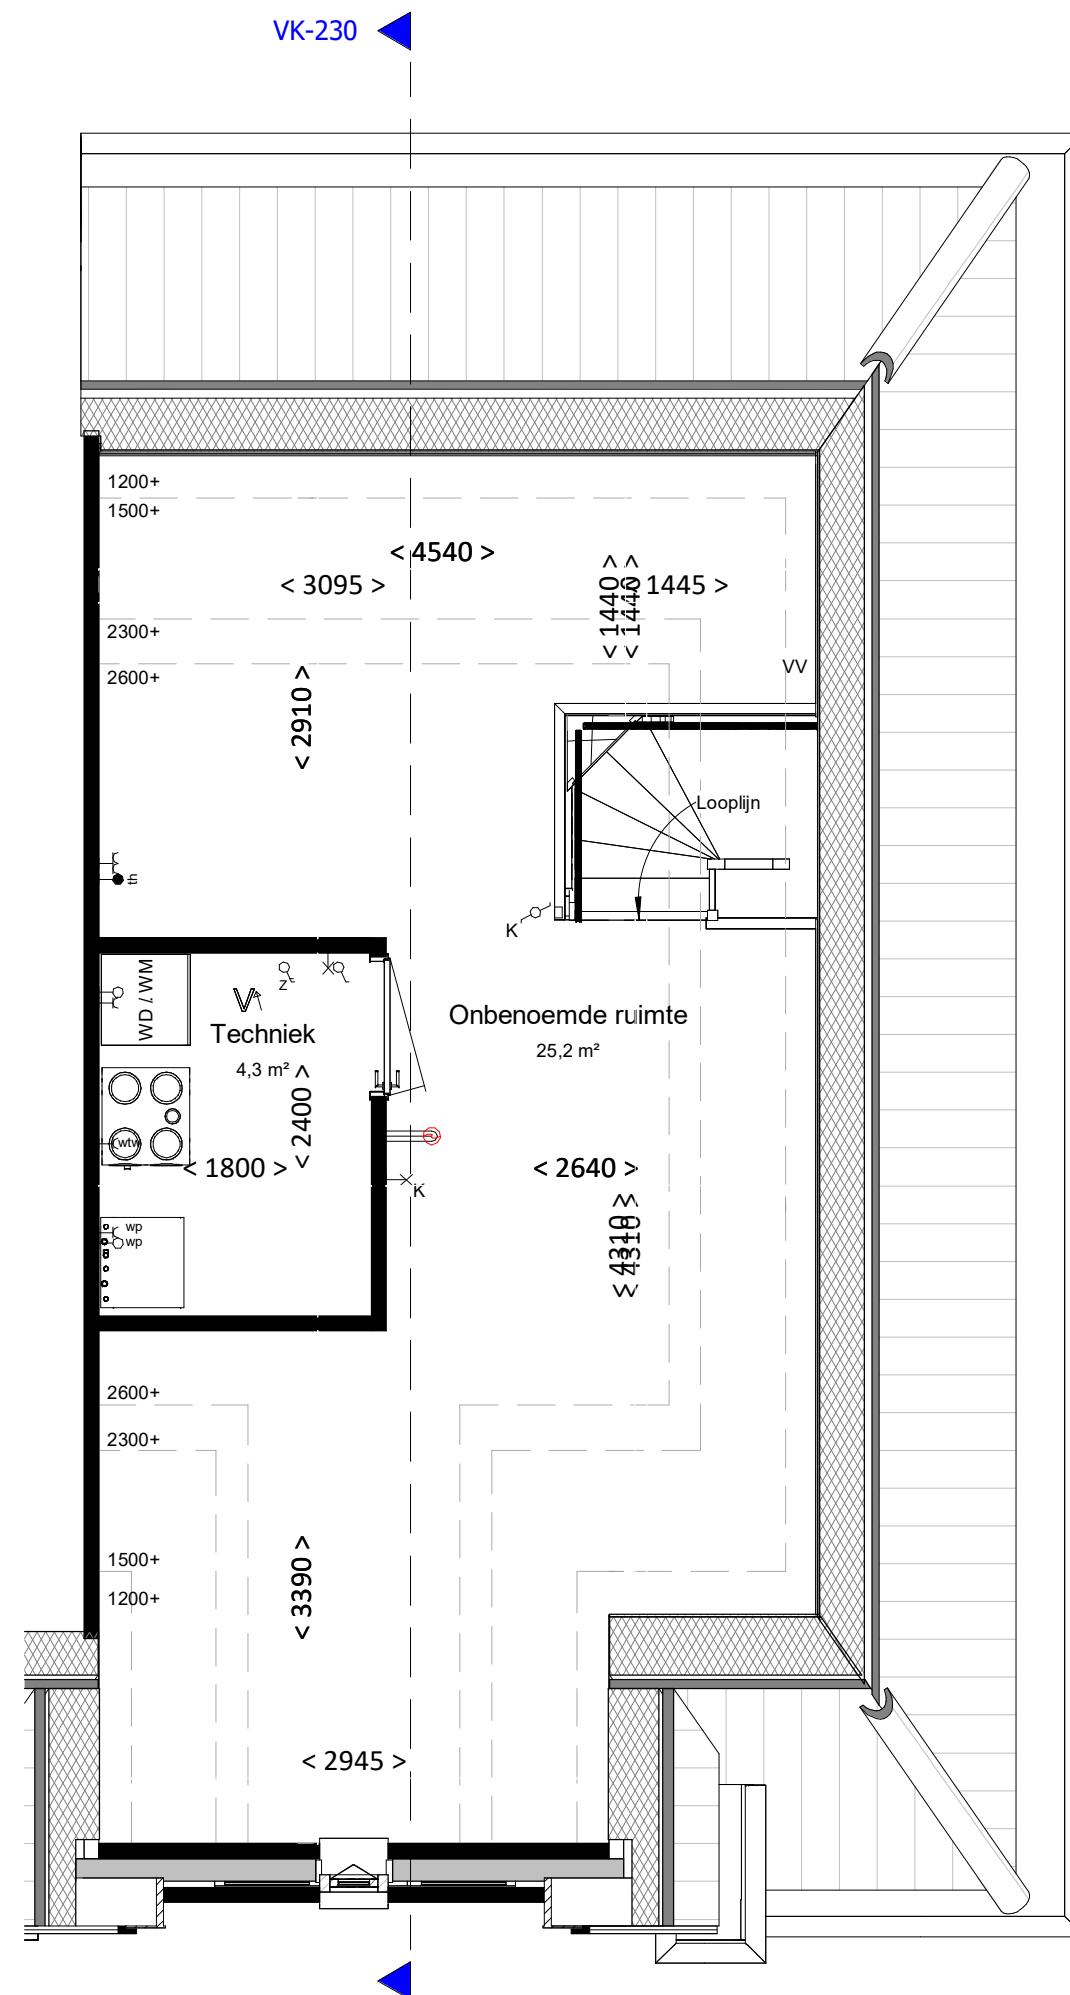 VK-230
1200+
1500+
< 4540 >
< 3095 >
< 1440 >
< 1440 >
1445 >
2300+
2600+
< 2910 >
VV
Looplijn
th
K
WD / WM
z
V
Techniek
4,3 m²
Onbenoemde ruimte
25,2 m²
< 2400 >
wtw
< 1800 >
K
< 2640 >
< 4310 >
< 4310 >
wp
wp
2600+
2300+
1500+
1200+
< 3390 >
< 2945 >